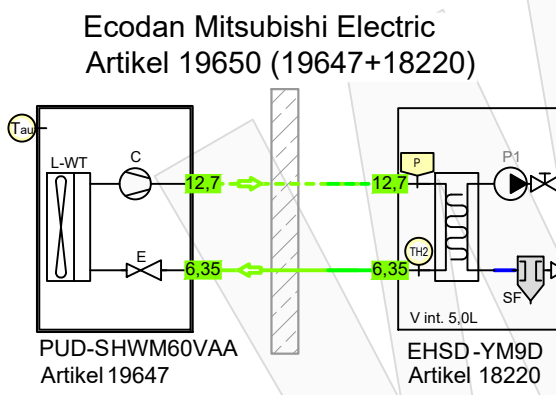 Ecodan Mitsubishi Electric
Artikel 19650 (19647+18220)
Tau
L-WT
C
12,7
12,7
P
P1
E
6,35
6,35
TH2
SF
V int. 5,0L
PUD-SHWM60VAA
Artikel 19647
EHSD-YM9D
Artikel 18220